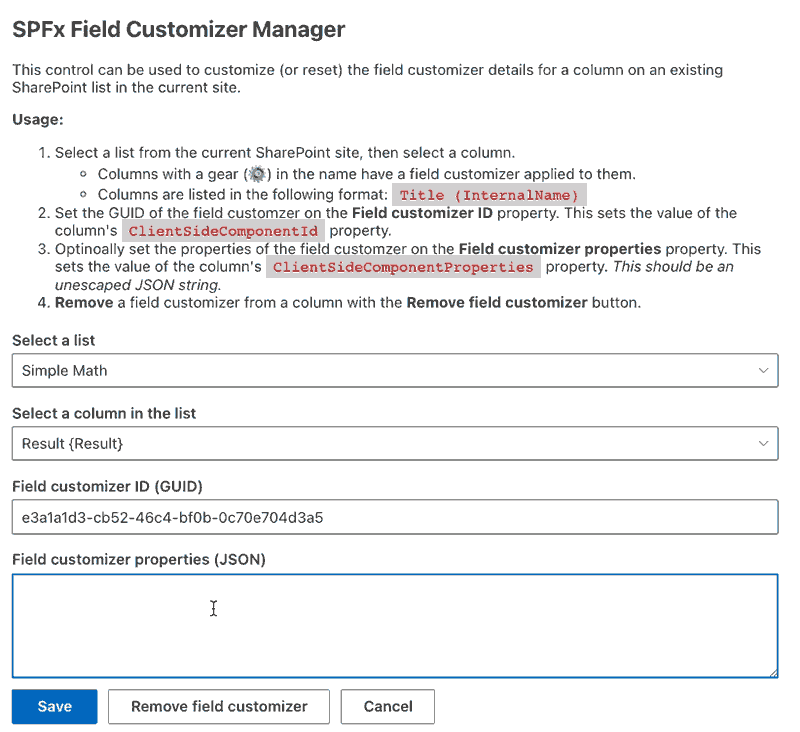 SPFx Field Customizer Manager
This control can be used to customize (or reset) the field customizer details for a column on an existing
SharePoint list in the current site.
Usage:
1. Select a list from the current SharePoint site, then select a column.
Columns with a gear (⚙️) in the name have a field customizer applied to them.
Columns are listed in the following format: Title (InternalName)
2. Set the GUID of the field customzer on the Field customizer ID property. This sets the value of the
column's ClientSideComponentId property.
3. Optinoally set the properties of the field customzer on the Field customizer properties property. This
sets the value of the column's ClientSideComponentProperties property. This should be an
unescaped JSON string.
4. Remove a field customizer from a column with the Remove field customizer button.
Select a list
Simple Math
Select a column in the list
Result {Result}
Field customizer ID (GUID)
e3a1a1d3-cb52-46c4-bf0b-0c70e704d3a5
Field customizer properties (JSON)
Save Remove field customizer Cancel